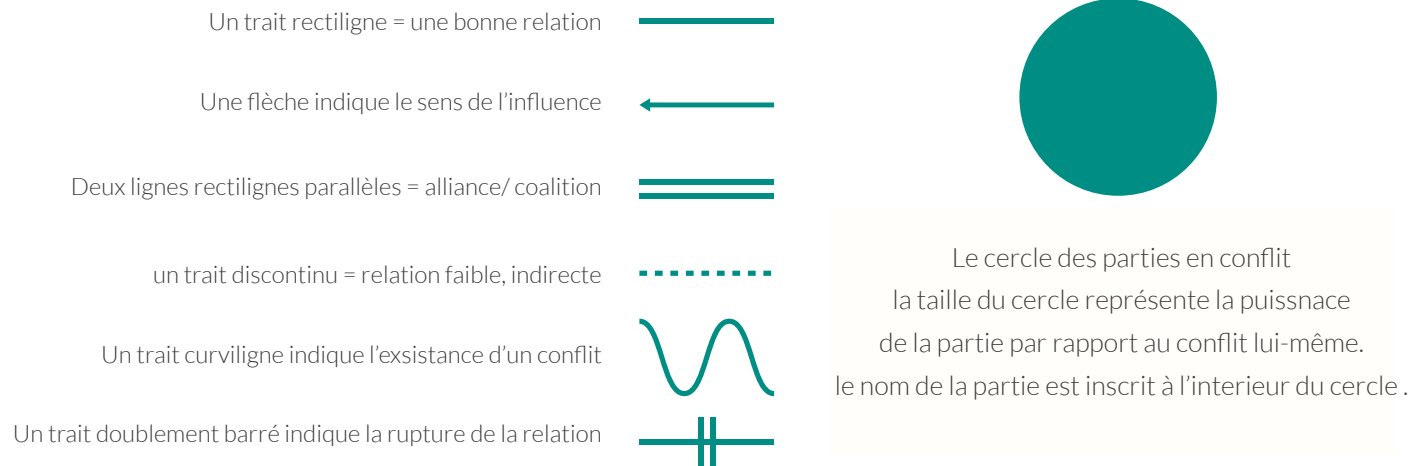 Un trait rectiligne = une bonne relation
Une flèche indique le sens de l'influence
Deux lignes rectilignes parallèles = alliance/ coalition
un trait discontinu = relation faible, indirecte
Un trait curviligne indique l'exsistance d'un conflit
Un trait doublement barré indique la rupture de la relation
Le cercle des parties en conflit
la taille du cercle représente la puissnace
de la partie par rapport au conflit lui-même.
le nom de la partie est inscrit à l'interieur du cercle .